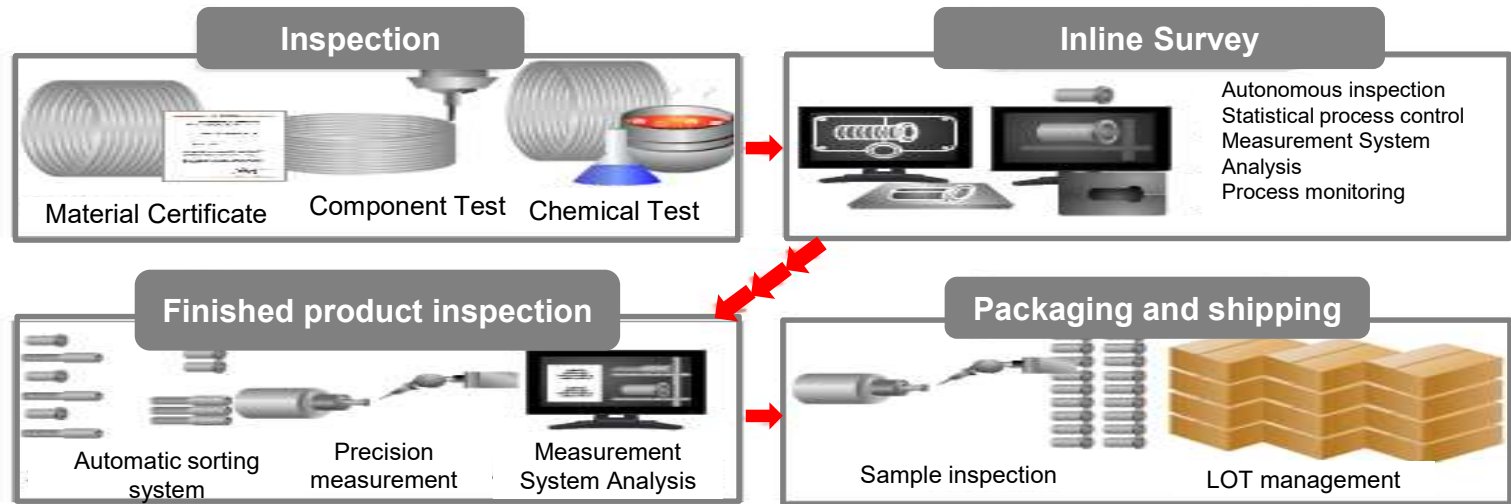 Inspection
Material Certificate
Component Test
Chemical Test
Inline Survey
Autonomous inspection
Statistical process control
Measurement System
Analysis
Process monitoring
Finished product inspection
Automatic sorting
system
Precision
measurement
Measurement
System Analysis
Packaging and shipping
Sample inspection
LOT management